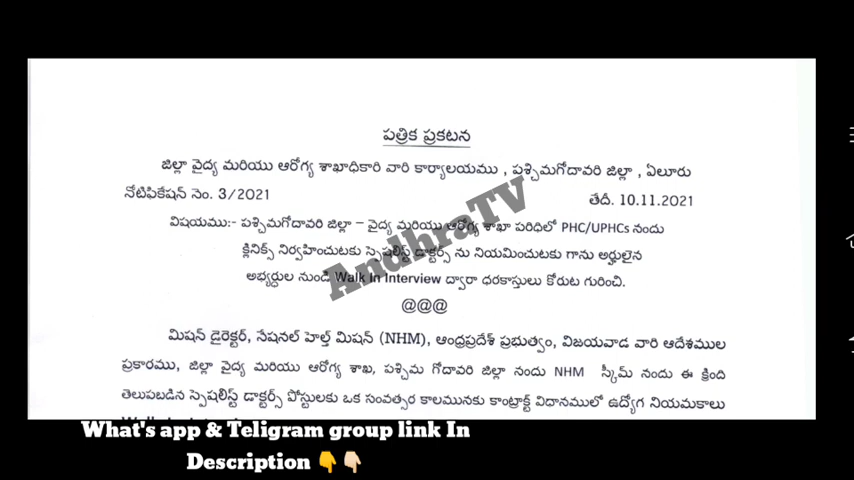 పత్రిక ప్రకటన
జిల్లా వైద్య మరియు ఆరోగ్య శాఖాధికారి వారి కార్యాలయము , పశ్చిమగోదావరి జిల్లా , ఏలూరు
నోటిఫికేషన్ నెం. 3/2021 తేదీ. 10.11.2021
విషయము:- పశ్చిమగోదావరి జిల్లా – వైద్య మరియు ఆరోగ్య శాఖా పరిధిలో PHC/UPHCs నందు
క్లినిక్స్ నిర్వహించుటకు స్పెషలిస్ట్ డాక్టర్స్ ను నియమించుటకు గాను అర్హులైన
అభ్యర్ధుల నుండి Walk In Interview ద్వారా ధరకాస్తులు కోరుట గురించి.
AndhraTV
@@@
మిషన్ డైరెక్టర్, నేషనల్ హెల్త్ మిషన్ (NHM), ఆంధ్రప్రదేశ్ ప్రభుత్వం, విజయవాడ వారి ఆదేశముల
ప్రకారము, జిల్లా వైద్య మరియు ఆరోగ్య శాఖ, పశ్చిమ గోదావరి జిల్లా నందు NHM స్కీమ్ నందు ఈ క్రింది
తెలుపబడిన స్పెషలిస్ట్ డాక్టర్స్ పోస్టులకు ఒక సంవత్సర కాలమునకు కాంట్రాక్ట్ విధానములో ఉద్యోగ నియమకాలు
What's app & Teligram group link In
Description 👇👇🏻